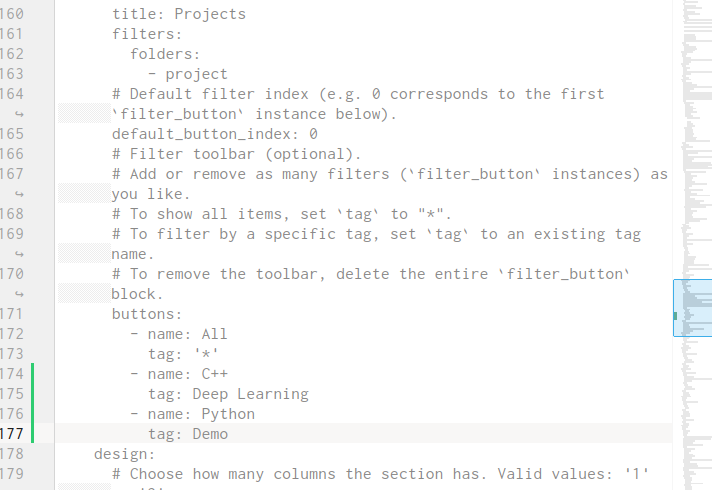 160 title: Projects
161 filters:
162 folders:
163 - project
164 # Default filter index (e.g. 0 corresponds to the first
↪ `filter_button` instance below).
165 default_button_index: 0
166 # Filter toolbar (optional).
167 # Add or remove as many filters (`filter_button` instances) as
↪ you like.
168 # To show all items, set `tag` to "*".
169 # To filter by a specific tag, set `tag` to an existing tag
↪ name.
170 # To remove the toolbar, delete the entire `filter_button`
↪ block.
171 buttons:
172 - name: All
173 tag: '*'
174 - name: C++
175 tag: Deep Learning
176 - name: Python
177 tag: Demo
178 design:
179 # Choose how many columns the section has. Valid values: '1'